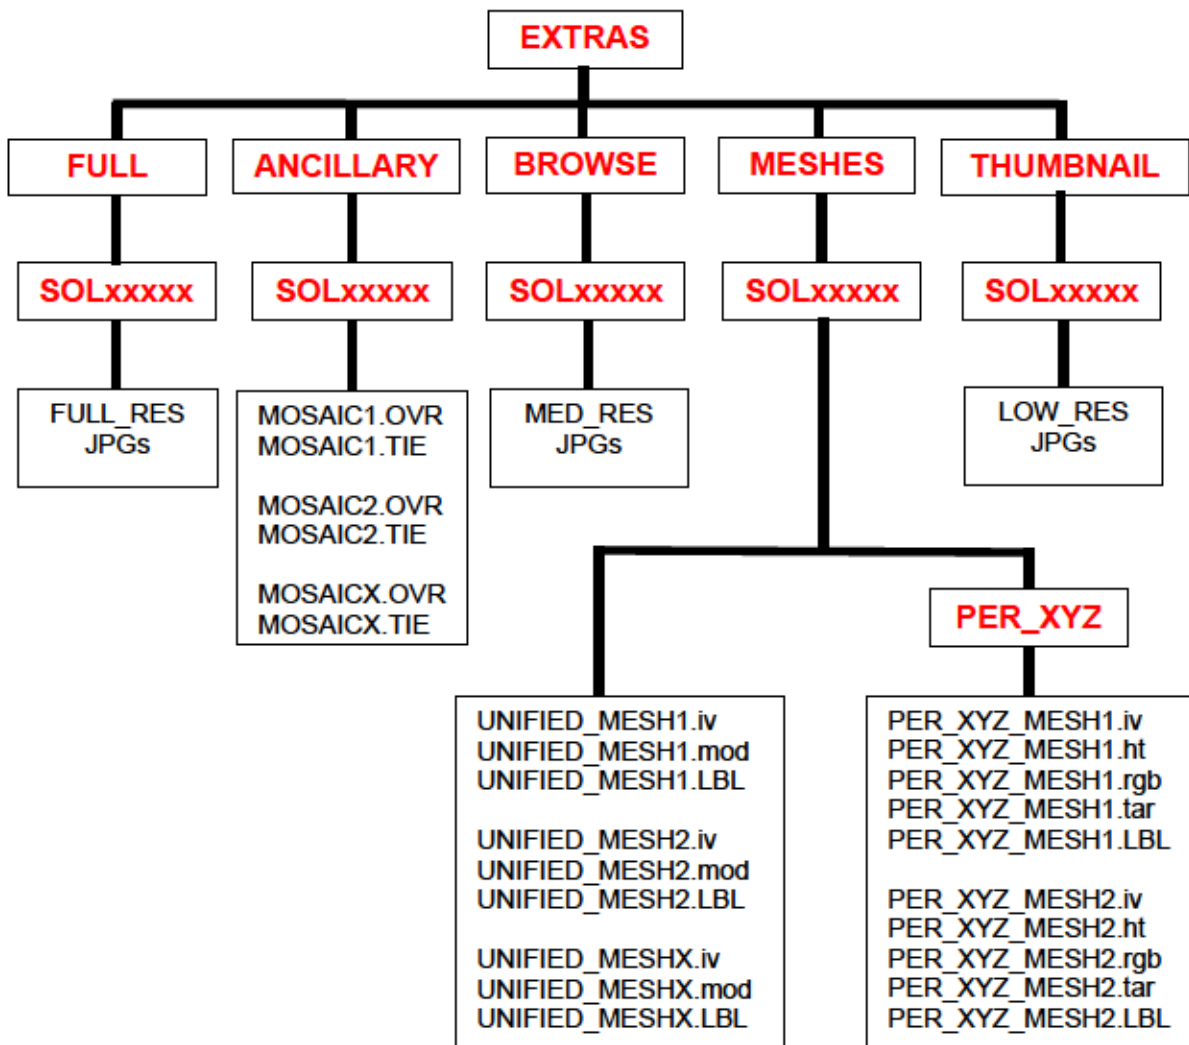 EXTRAS
FULL
ANCILLARY
BROWSE
MESHES
THUMBNAIL
SOLxxxxx
SOLxxxxx
SOLxxxxx
SOLxxxxx
SOLxxxxx
FULL_RES
JPGs
MOSAIC1.OVR
MOSAIC1.TIE
MOSAIC2.OVR
MOSAIC2.TIE
MOSAICX.OVR
MOSAICX.TIE
MED_RES
JPGs
LOW_RES
JPGs
PER_XYZ
UNIFIED_MESH1.iv
UNIFIED_MESH1.mod
UNIFIED_MESH1.LBL
UNIFIED_MESH2.iv
UNIFIED_MESH2.mod
UNIFIED_MESH2.LBL
UNIFIED_MESHX.iv
UNIFIED_MESHX.mod
UNIFIED_MESHX.LBL
PER_XYZ_MESH1.iv
PER_XYZ_MESH1.ht
PER_XYZ_MESH1.rgb
PER_XYZ_MESH1.tar
PER_XYZ_MESH1.LBL
PER_XYZ_MESH2.iv
PER_XYZ_MESH2.ht
PER_XYZ_MESH2.rgb
PER_XYZ_MESH2.tar
PER_XYZ_MESH2.LBL